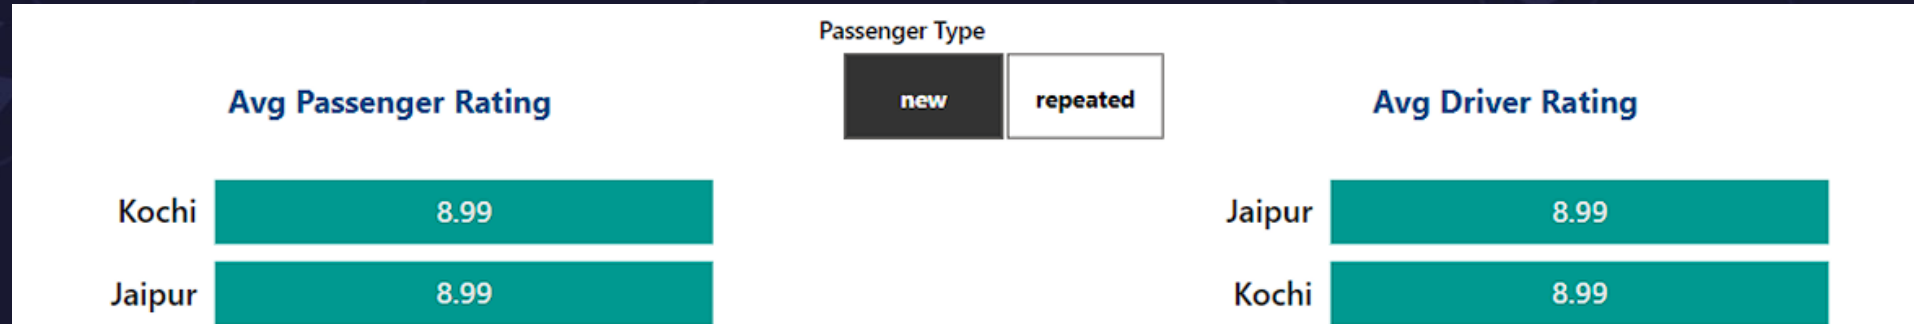 Passenger Type
new repeated
Avg Passenger Rating
Kochi 8.99
Jaipur 8.99
Avg Driver Rating
Jaipur 8.99
Kochi 8.99